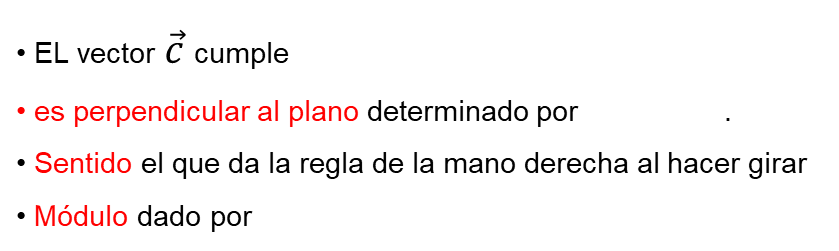 • EL vector \vec{C} cumple
• es perpendicular al plano determinado por .
• Sentido el que da la regla de la mano derecha al hacer girar
• Módulo dado por